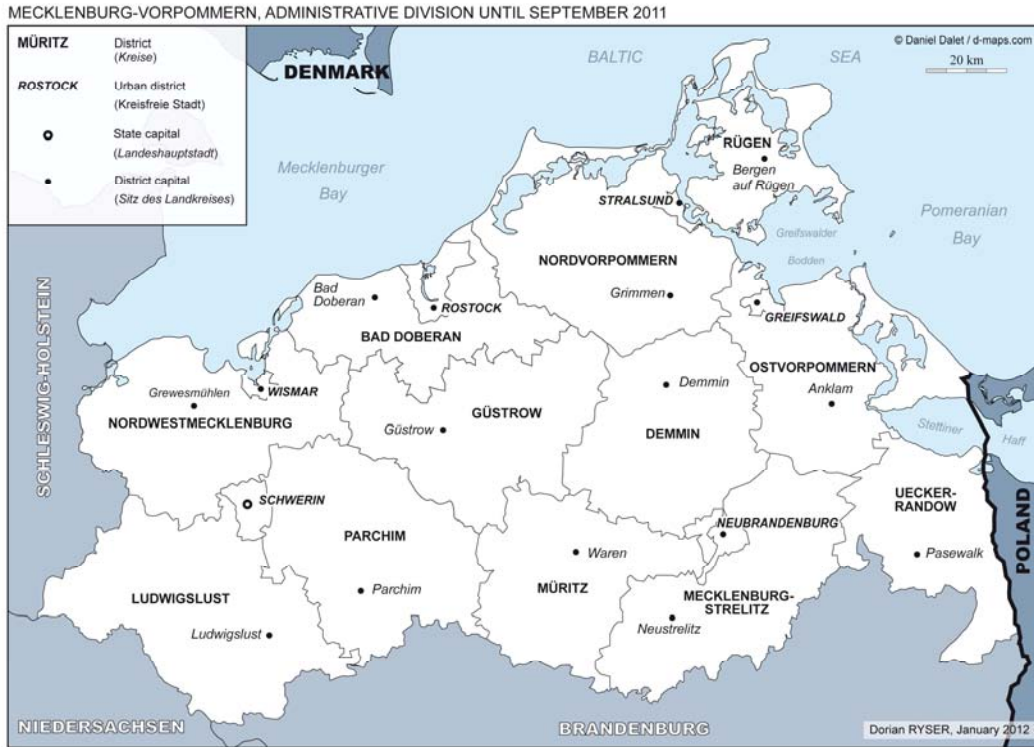 MECKLENBURG-VORPOMMERN, ADMINISTRATIVE DIVISION UNTIL SEPTEMBER 2011
MÜRITZ District
(Kreise)
ROSTOCK Urban district
(Kreisfreie Stadt)
State capital
(Landeshauptstadt)
District capital
(Sitz des Landkreises)
© Daniel Dalet / d-maps.com
20 km
DENMARK
BALTIC SEA
Mecklenburger
Bay
RÜGEN
Bergen
auf Rügen
STRALSUND
Pomeranian
Bay
Greifswalder
Bodden
NORDVORPOMMERN
Grimmen
GREIFSWALD
Bad
Doberan
ROSTOCK
BAD DOBERAN
SCHLESWIG-HOLSTEIN
Grewesmühlen
WISMAR
NORDWESTMECKLENBURG
GÜSTROW
Güstrow
Demmin
DEMMIN
OSTVORPOMMERN
Anklam
Stettiner
Haff
SCHWERIN
PARCHIM
Parchim
NEUBRANDENBURG
UECKER-
RANDOW
Pasewalk
POLAND
Waren
MÜRITZ
MECKLENBURG-
STRELITZ
Neustrelitz
LUDWIGSLUST
Ludwigslust
NIEDERSACHSEN
BRANDENBURG
Dorian RYSER, January 2012